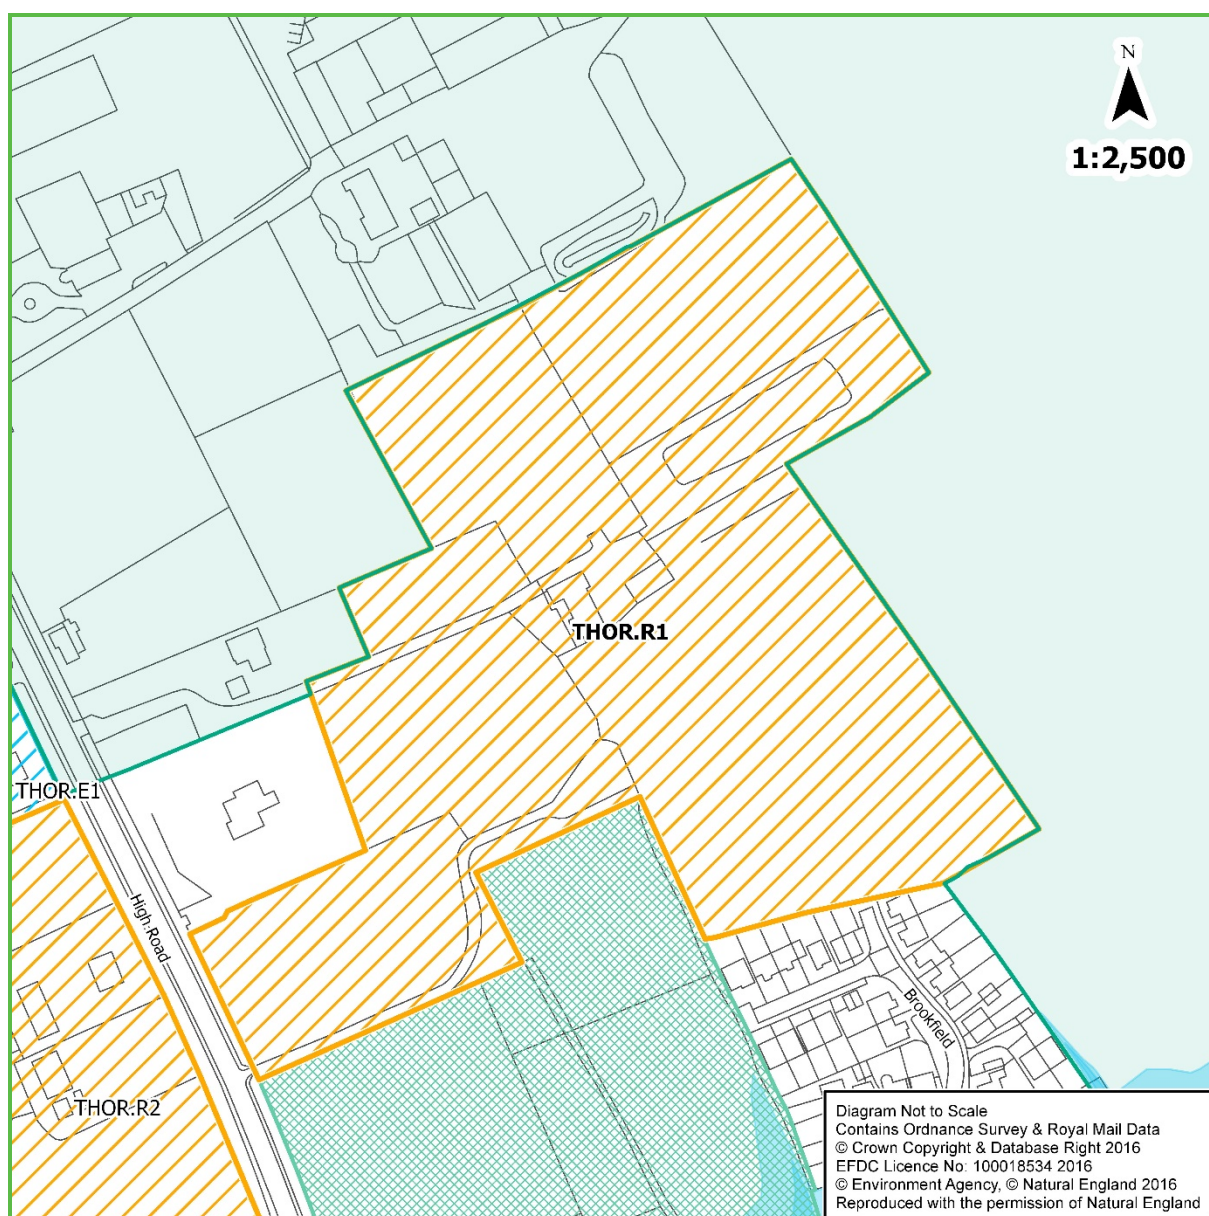 N
1:2,500
THOR.R1
THOR.E1
High Road
Brookfield
THOR.R2
Diagram Not to Scale
Contains Ordnance Survey & Royal Mail Data
© Crown Copyright & Database Right 2016
EFDC Licence No: 100018534 2016
© Environment Agency, © Natural England 2016
Reproduced with the permission of Natural England